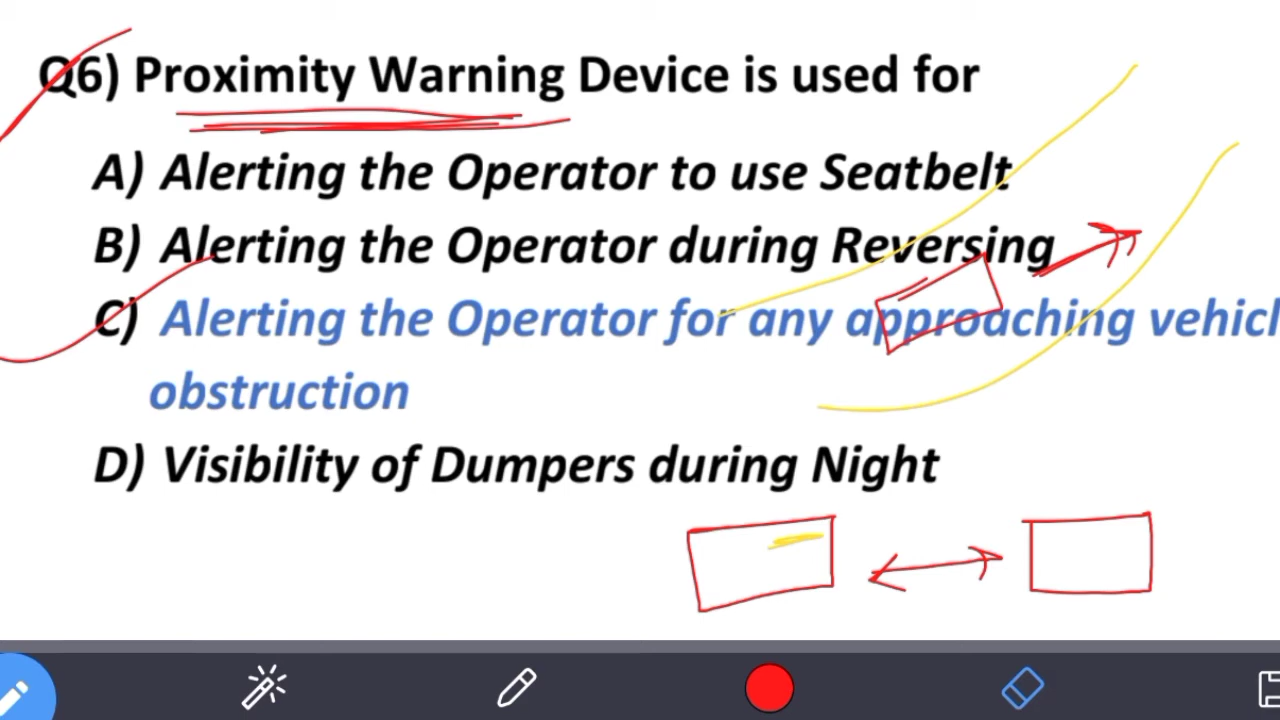 Q6) Proximity Warning Device is used for
A) Alerting the Operator to use Seatbelt
B) Alerting the Operator during Reversing
C) Alerting the Operator for any approaching vehicl
obstruction
D) Visibility of Dumpers during Night